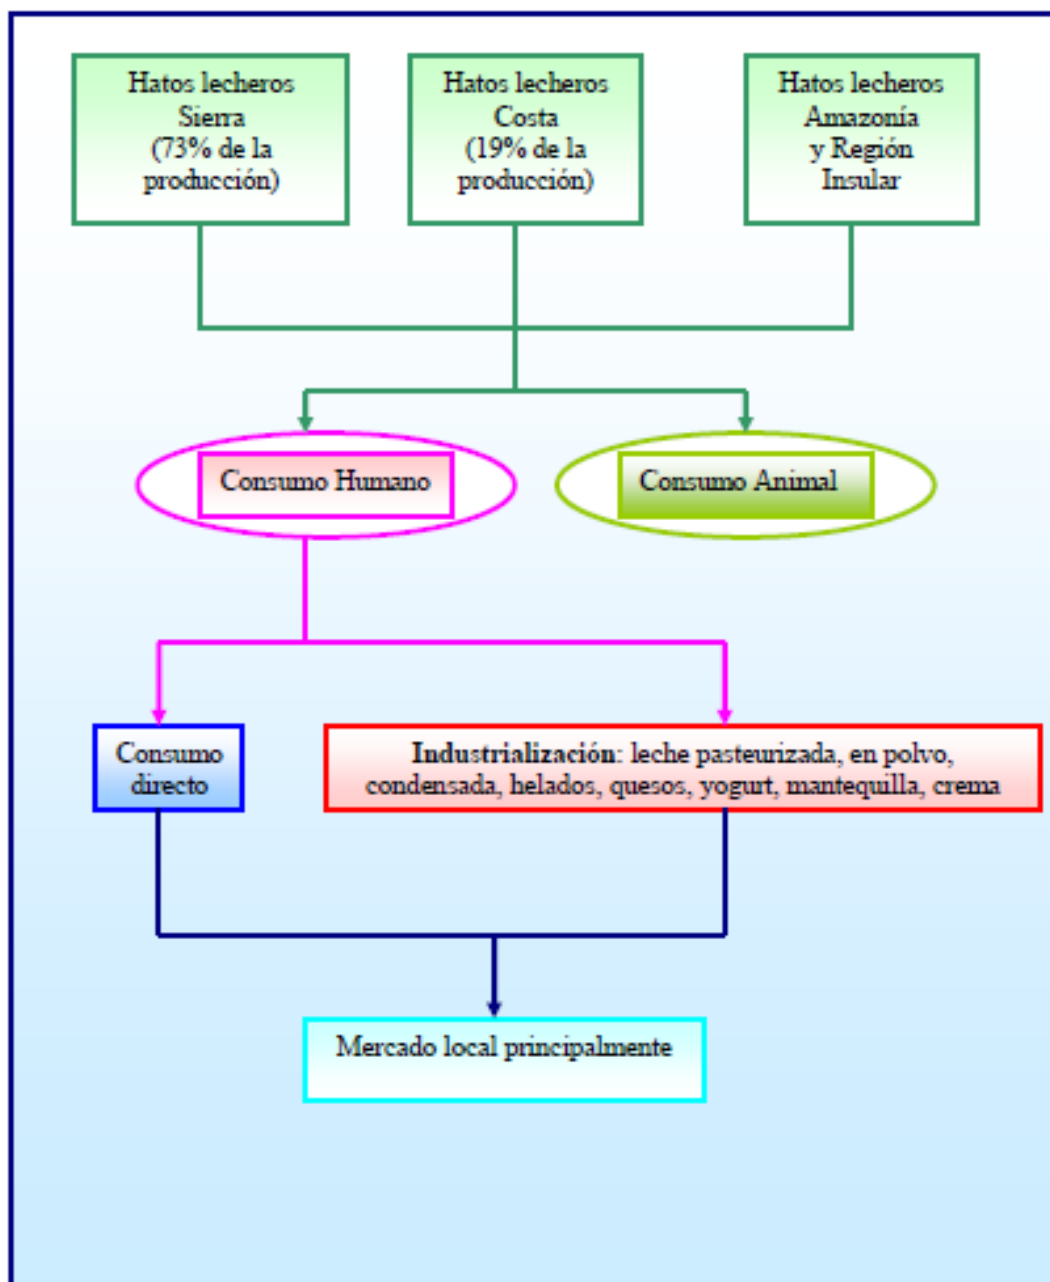 Hatos lecheros
Sierra
(73% de la
producción)
Hatos lecheros
Costa
(19% de la
producción)
Hatos lecheros
Amazonía
y Región
Insular
Consumo Humano
Consumo Animal
Consumo
directo
Industrialización: leche pasteurizada, en polvo,
condensada, helados, quesos, yogurt, mantequilla, crema
Mercado local principalmente